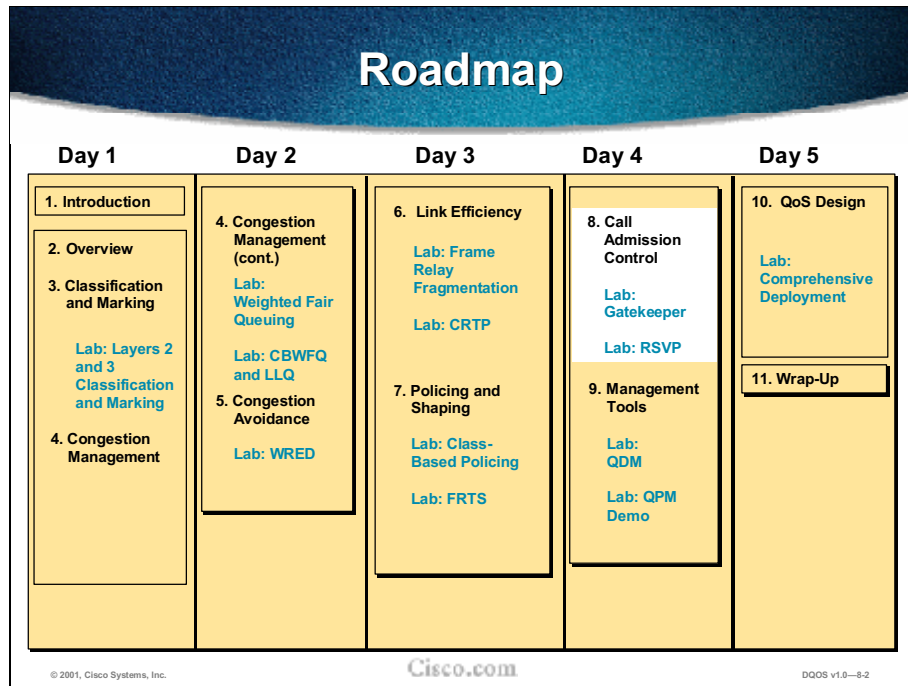 Roadmap
Day 1
Day 2
Day 3
Day 4
Day 5
1. Introduction
2. Overview
3. Classification
and Marking
Lab: Layers 2
and 3
Classification
and Marking
4. Congestion
Management
4. Congestion
Management
(cont.)
Lab:
Weighted Fair
Queuing
Lab: CBWFQ
and LLQ
5. Congestion
Avoidance
Lab: WRED
6. Link Efficiency
Lab: Frame
Relay
Fragmentation
Lab: CRTP
7. Policing and
Shaping
Lab: Class-
Based Policing
Lab: FRTS
8. Call
Admission
Control
Lab:
Gatekeeper
Lab: RSVP
9. Management
Tools
Lab:
QDM
Lab: QPM
Demo
10. QoS Design
Lab:
Comprehensive
Deployment
11. Wrap-Up
© 2001, Cisco Systems, Inc.
Cisco.com
DQOS v1.0—8-2